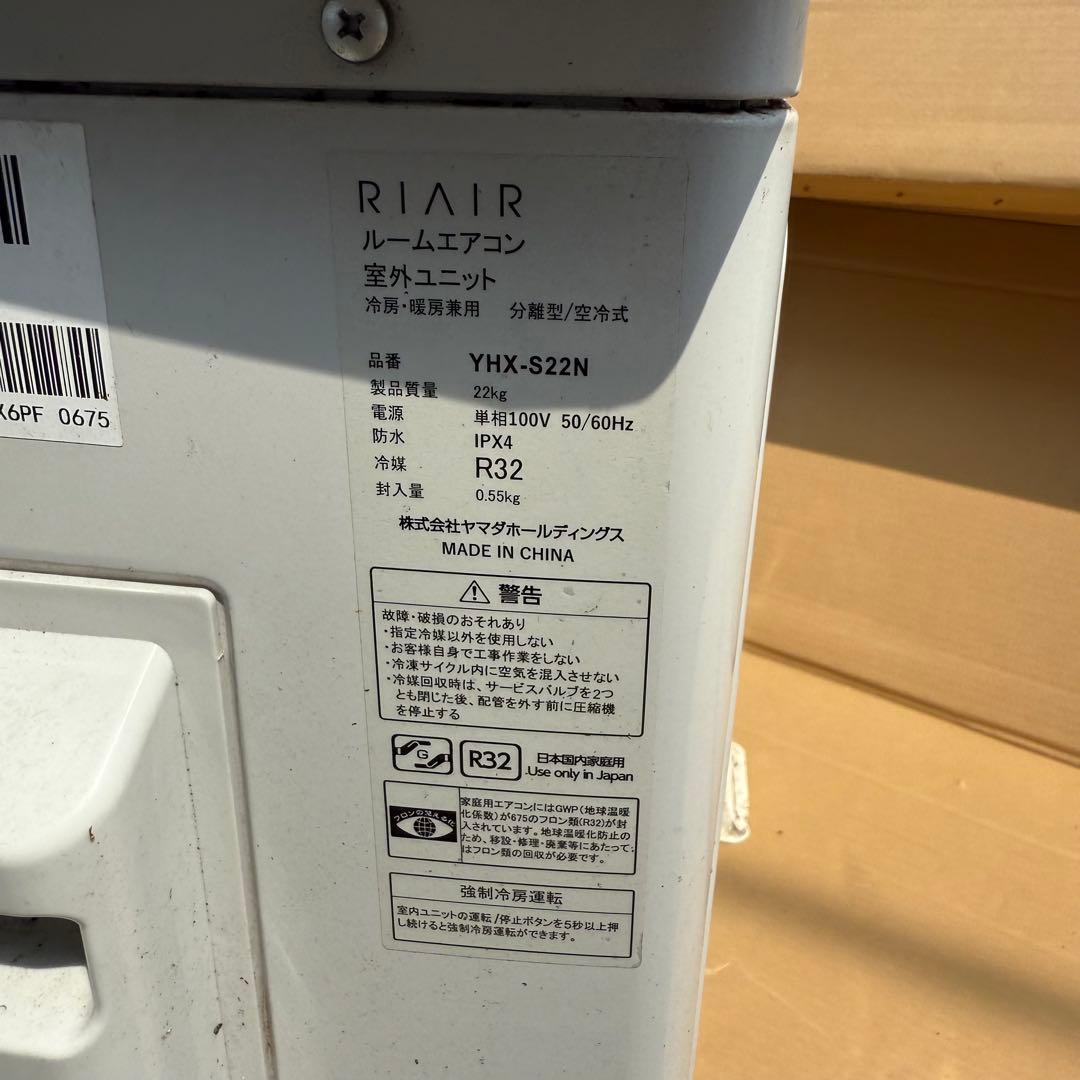 RIAIR
ルームエアコン
室外ユニット
冷房・暖房兼用 分離型/空冷式
品番 YHX-S22N
製品質量 22kg
電源 単相100V 50/60Hz
防水 IPX4
冷媒 R32
封入量 0.55kg
株式会社ヤマダホールディングス
MADE IN CHINA
警告
故障・破損のおそれあり
・指定冷媒以外を使用しない
・お客様自身で工事作業をしない
・冷凍サイクル内に空気を混入させない
・冷媒回収時は、サービスバルブを2つ
とも閉じた後、配管を外す前に圧縮機
を停止する
G R32 日本国内家庭用
Use only in Japan
フロンの見える化
家庭用エアコンにはGWP(地球温暖
化係数)が675のフロン類(R32)が封
入されています。地球温暖化防止の
ため、移設・修理・廃棄等にあたって
はフロン類の回収が必要です。
強制冷房運転
室内ユニットの運転/停止ボタンを5秒以上押
し続けると強制冷房運転ができます。
X6PF 0675